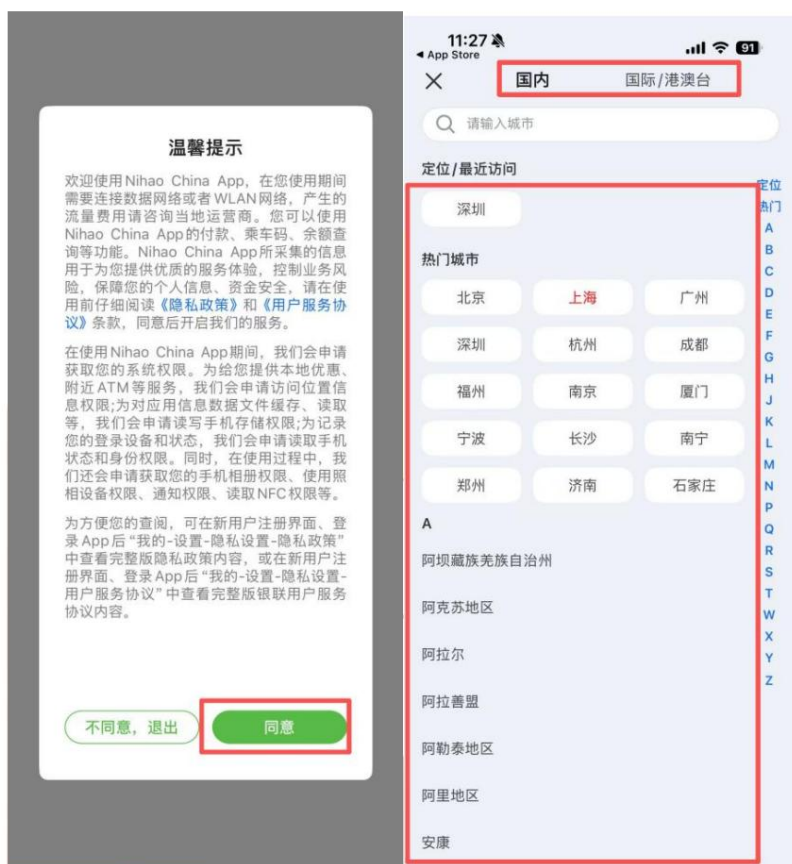 温馨提示
欢迎使用Nihao China App，在您使用期间
需要连接数据网络或者WLAN网络，产生的
流量费用请咨询当地运营商。您可以使用
Nihao China App的付款、乘车码、余额查
询等功能。Nihao China App所采集的信息
用于为您提供优质的服务体验，控制业务风
险，保障您的个人信息、资金安全，请在使
用前仔细阅读《隐私政策》和《用户服务协
议》条款，同意后开启我们的服务。
在使用Nihao China App期间，我们会申请
获取您的系统权限。为给您提供本地优惠、
附近ATM等服务，我们会申请访问位置信
息权限;为对应用信息数据文件缓存、读取
等，我们会申请读写手机存储权限;为记录
您的登录设备和状态，我们会申请读取手机
状态和身份权限。同时，在使用过程中，我
们还会申请获取您的手机相册权限、使用照
相设备权限、通知权限、读取NFC权限等。
为方便您的查阅，可在新用户注册界面、登
录App后“我的-设置-隐私设置-隐私政策”
中查看完整版隐私政策内容，或在新用户注
册界面、登录App后“我的-设置-隐私设置-
用户服务协议”中查看完整版银联用户服务
协议内容。
不同意，退出
同意
11:27
91
◀ App Store
国内
国际/港澳台
请输入城市
定位/最近访问
深圳
热门城市
北京
上海
广州
深圳
杭州
成都
福州
南京
厦门
宁波
长沙
南宁
郑州
济南
石家庄
A
阿坝藏族羌族自治州
阿克苏地区
阿拉尔
阿拉善盟
阿勒泰地区
阿里地区
安康
定位
热门
A
B
C
D
E
F
G
H
J
K
L
M
N
P
Q
R
S
T
W
X
Y
Z